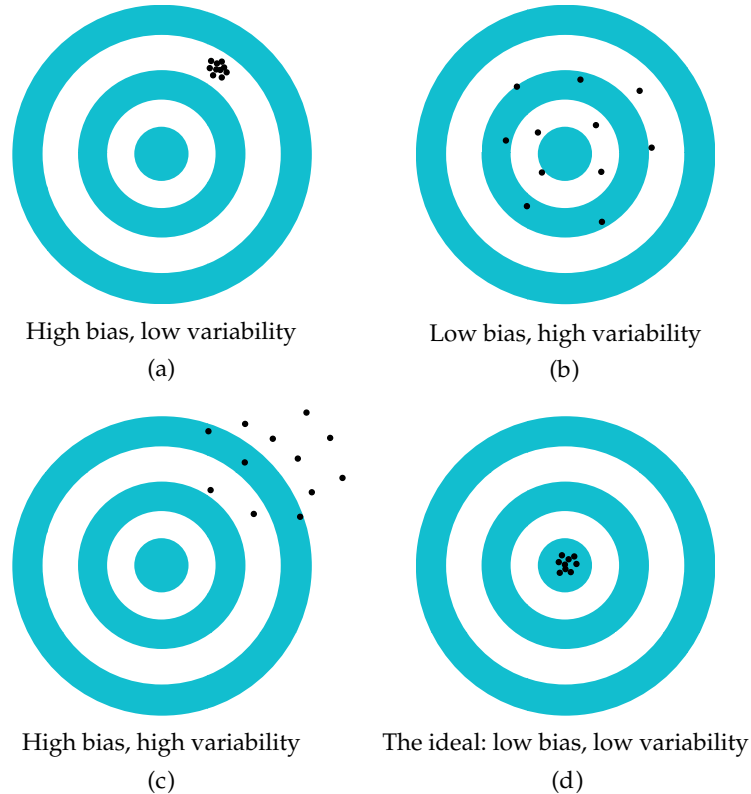 High bias, low variability
(a)
Low bias, high variability
(b)
High bias, high variability
(c)
The ideal: low bias, low variability
(d)